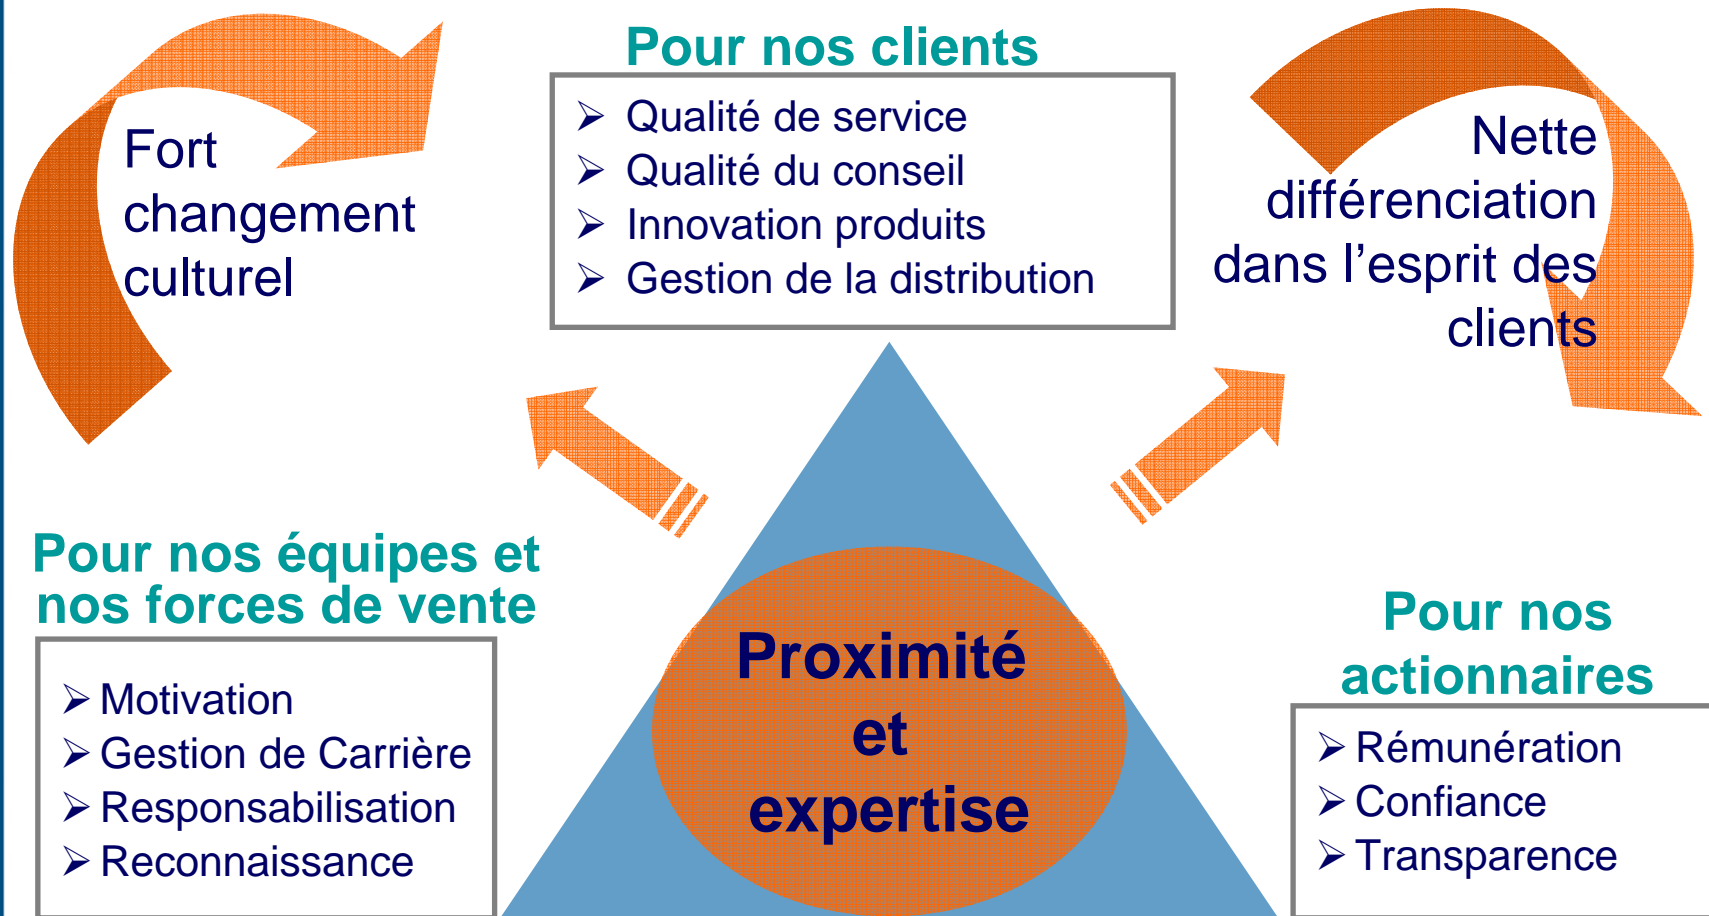 Pour nos clients
Qualité de service
Qualité du conseil
Innovation produits
Gestion de la distribution
Fort
changement
culturel
Nette
différenciation
dans l’esprit des
clients
Pour nos équipes et
nos forces de vente
Motivation
Gestion de Carrière
Responsabilisation
Reconnaissance
Proximité
et
expertise
Pour nos
actionnaires
Rémunération
Confiance
Transparence